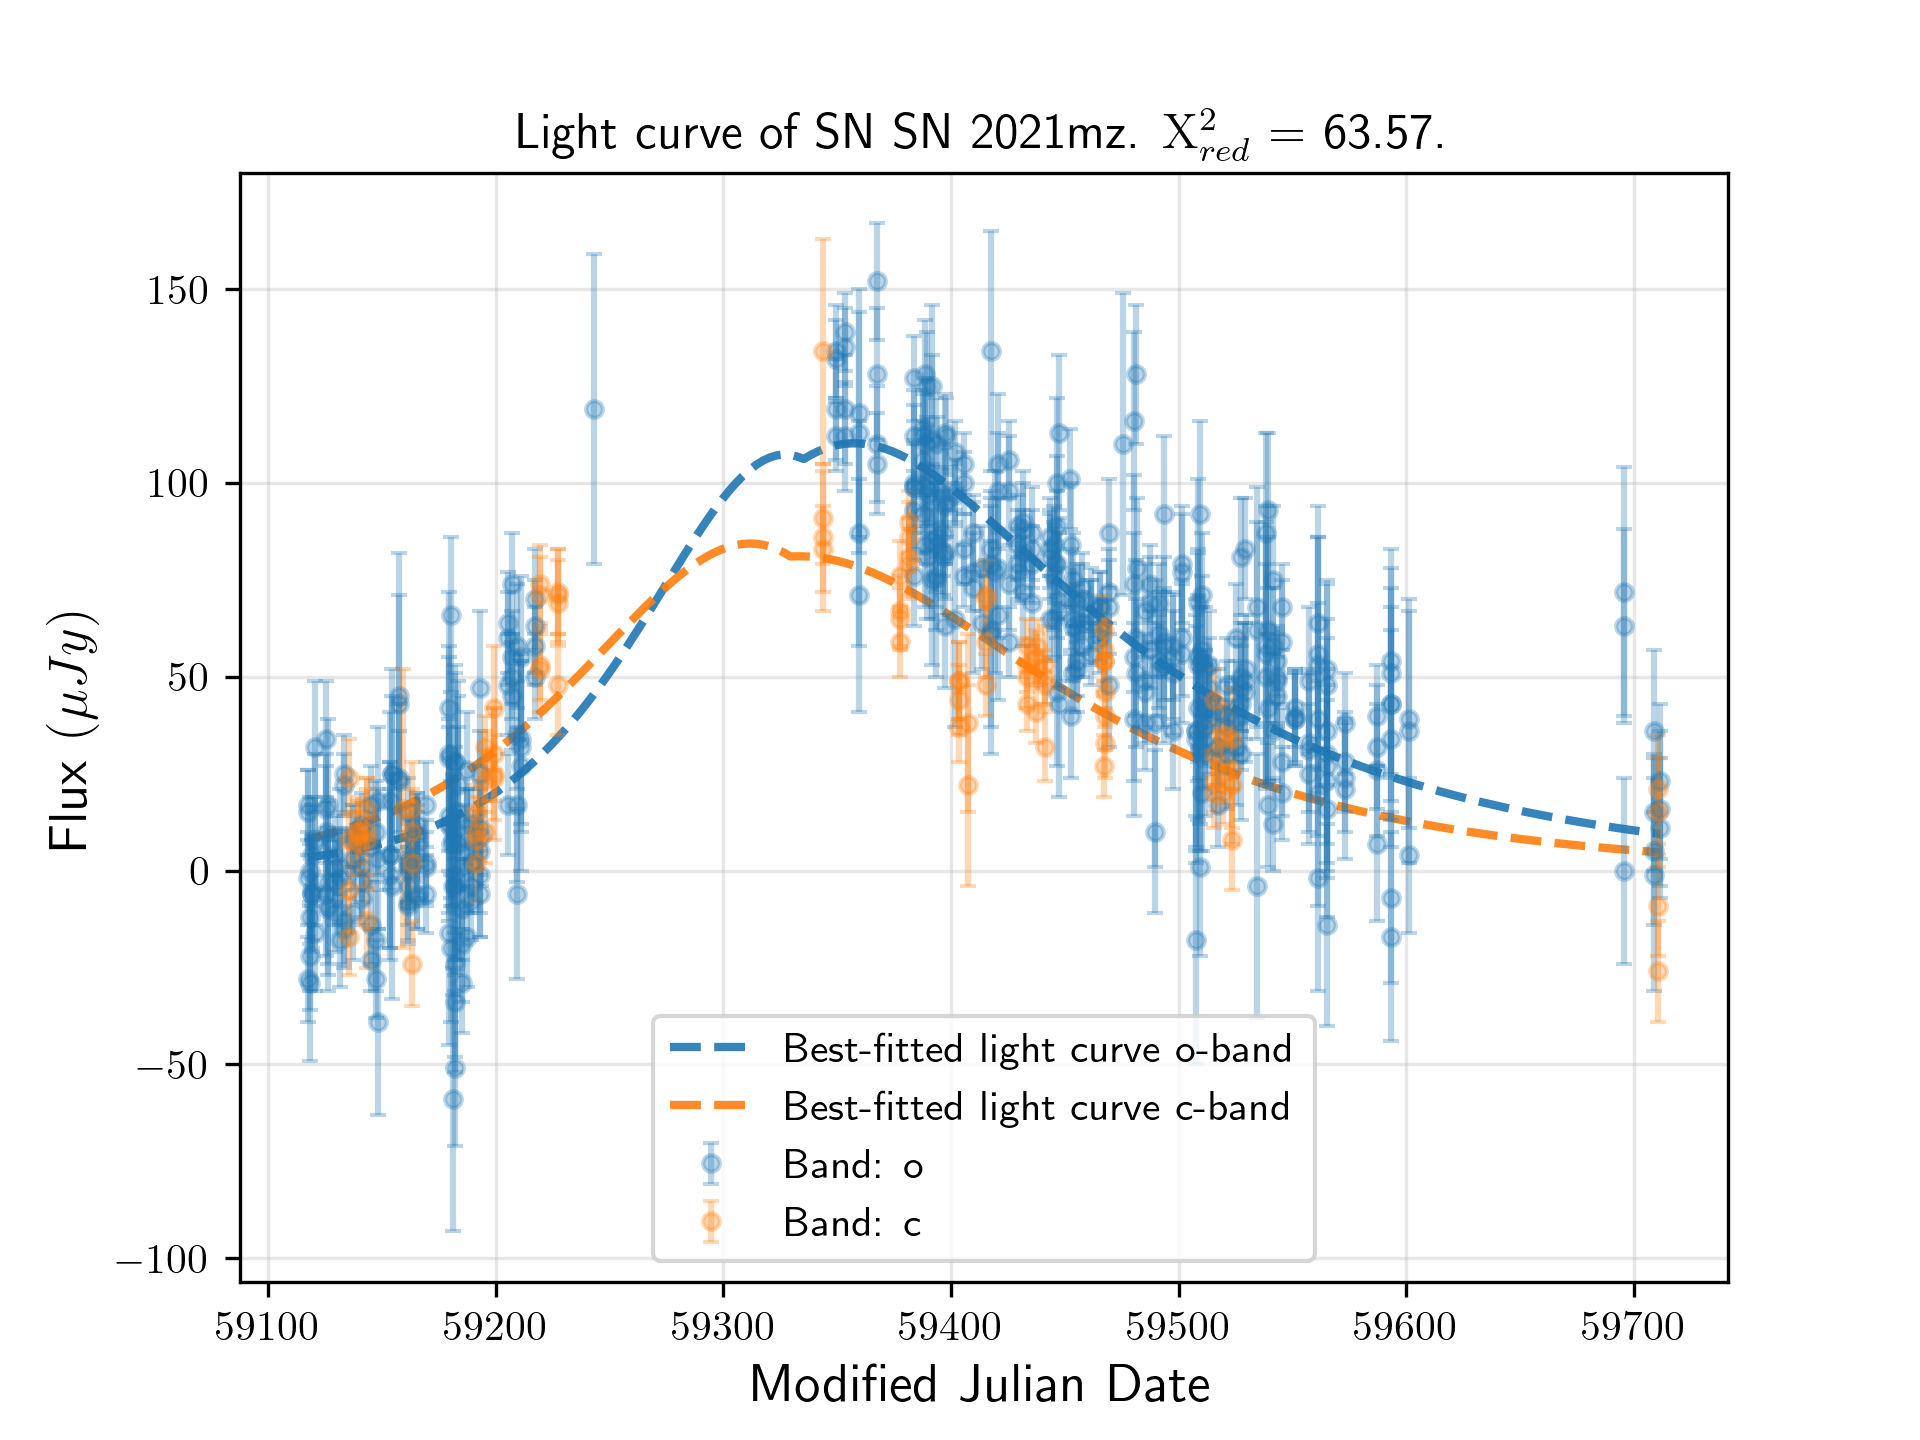 Light curve of SN SN 2021mz. X²_red = 63.57.
Flux (μJy)
150
100
50
0
−50
−100
59100 59200 59300 59400 59500 59600 59700
Modified Julian Date
Best-fitted light curve o-band
Best-fitted light curve c-band
Band: o
Band: c